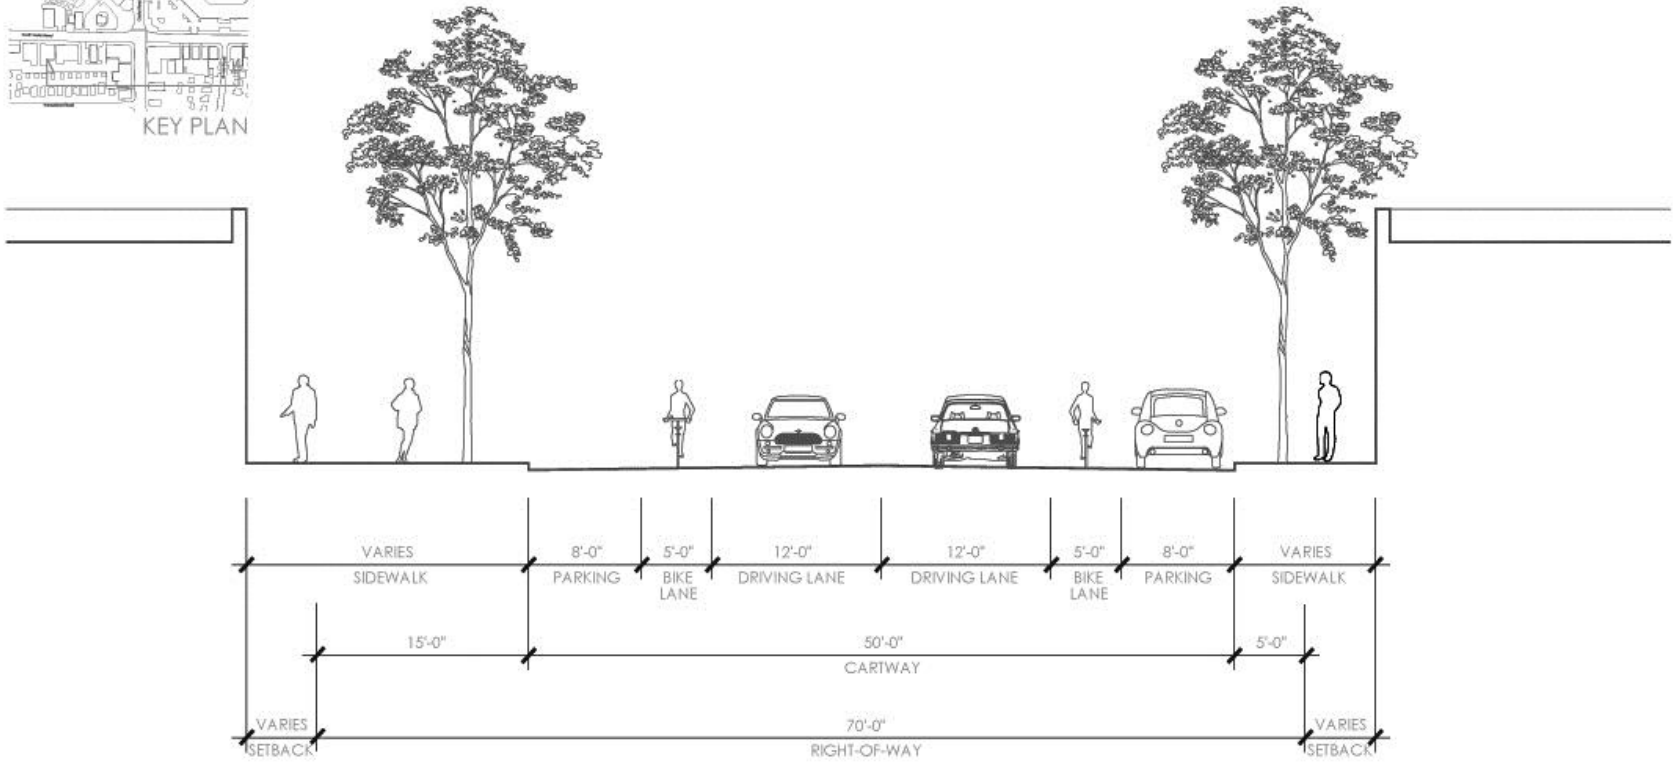 KEY PLAN
VARIES 8'-0" 5'-0" 12'-0" 12'-0" 5'-0" 8'-0" VARIES
SIDEWALK PARKING BIKE DRIVING LANE DRIVING LANE BIKE PARKING SIDEWALK
LANE LANE
15'-0" 50'-0" 5'-0"
CARTWAY
VARIES 70'-0" VARIES
SETBACK RIGHT-OF-WAY SETBACK